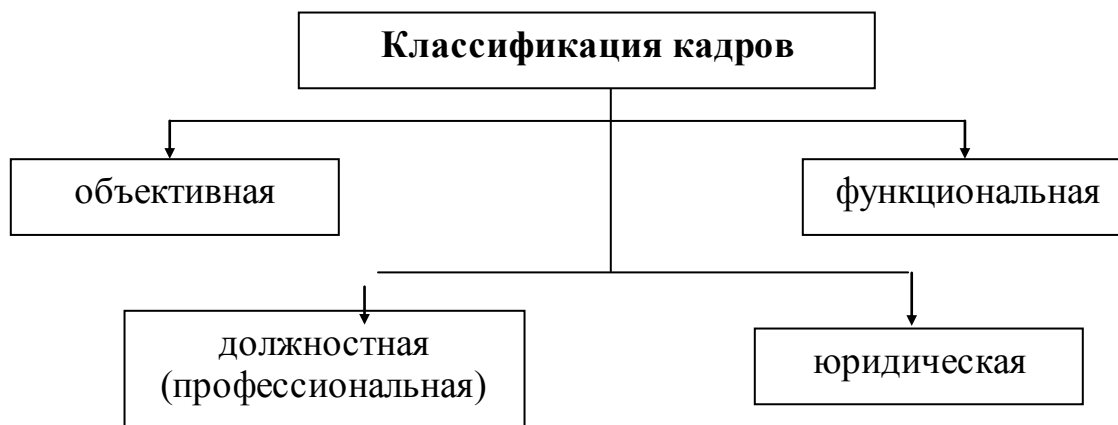 Классификация кадров
объективная
функциональная
должностная
(профессиональная)
юридическая